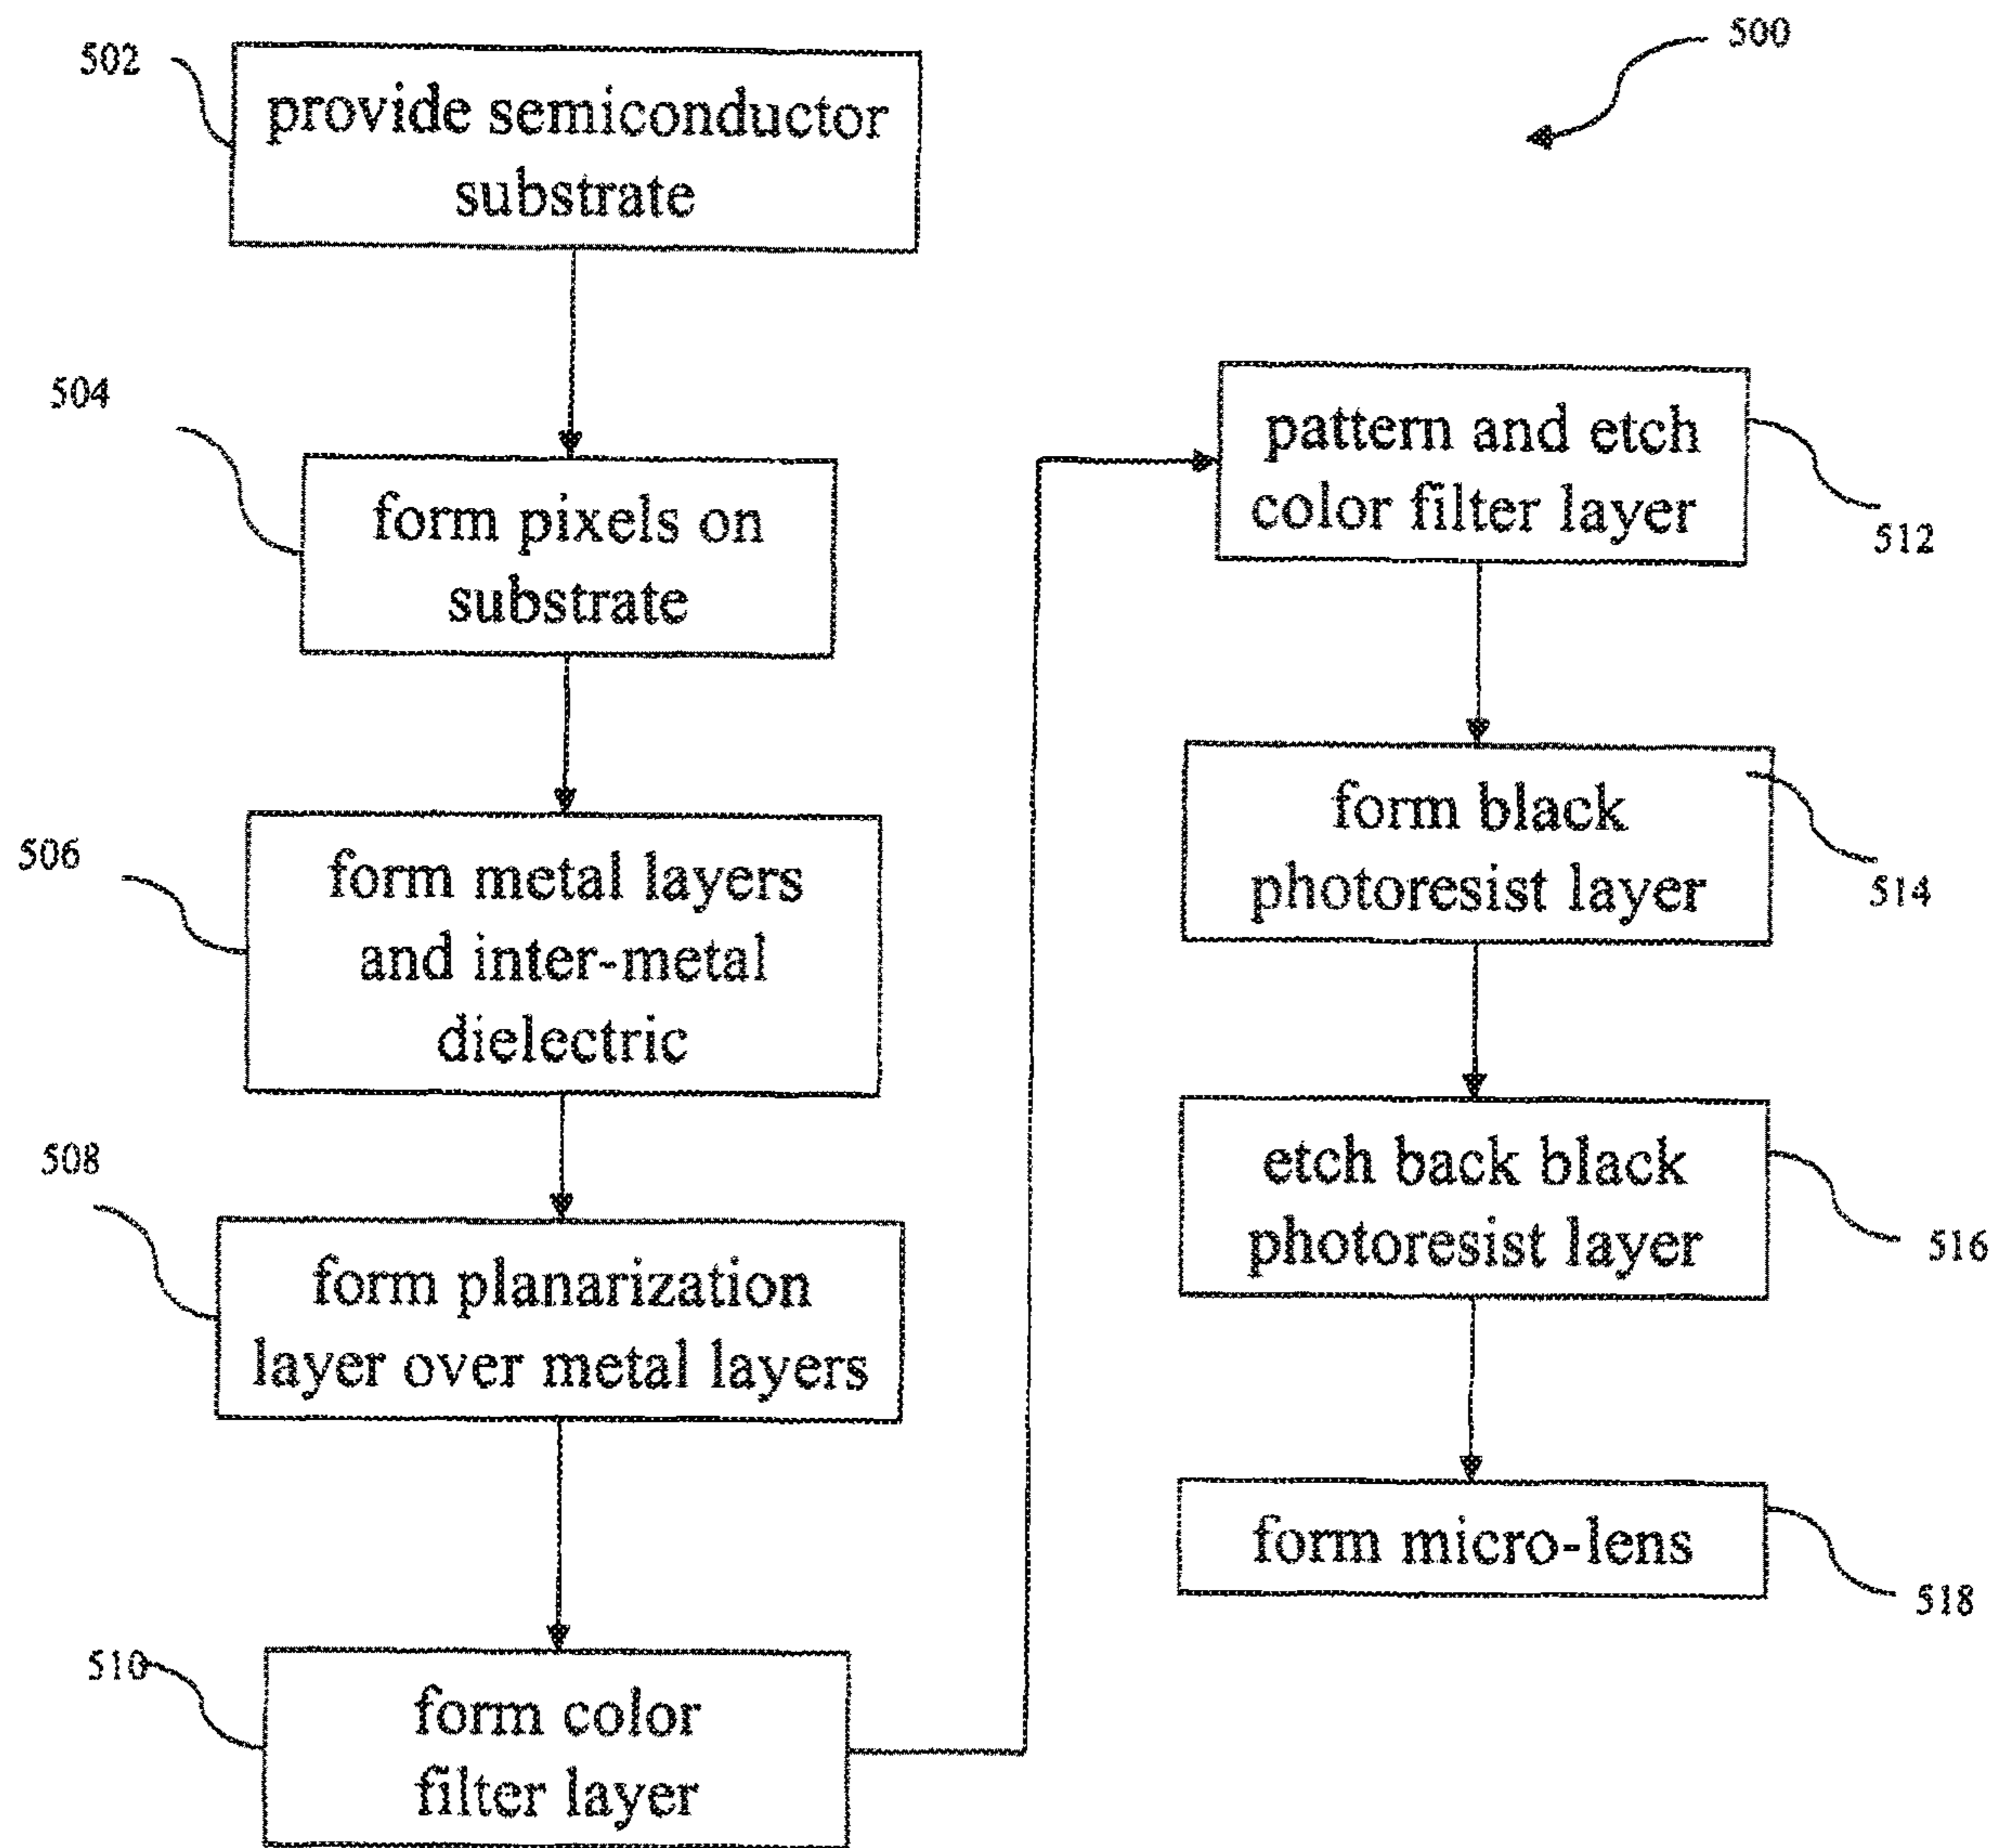 500
502
provide semiconductor
substrate
504
form pixels on
substrate
506
form metal layers
and inter-metal
dielectric
508
form planarization
layer over metal layers
510
form color
filter layer
pattern and etch
color filter layer
512
form black
photoresist layer
514
etch back black
photoresist layer
516
form micro-lens
518